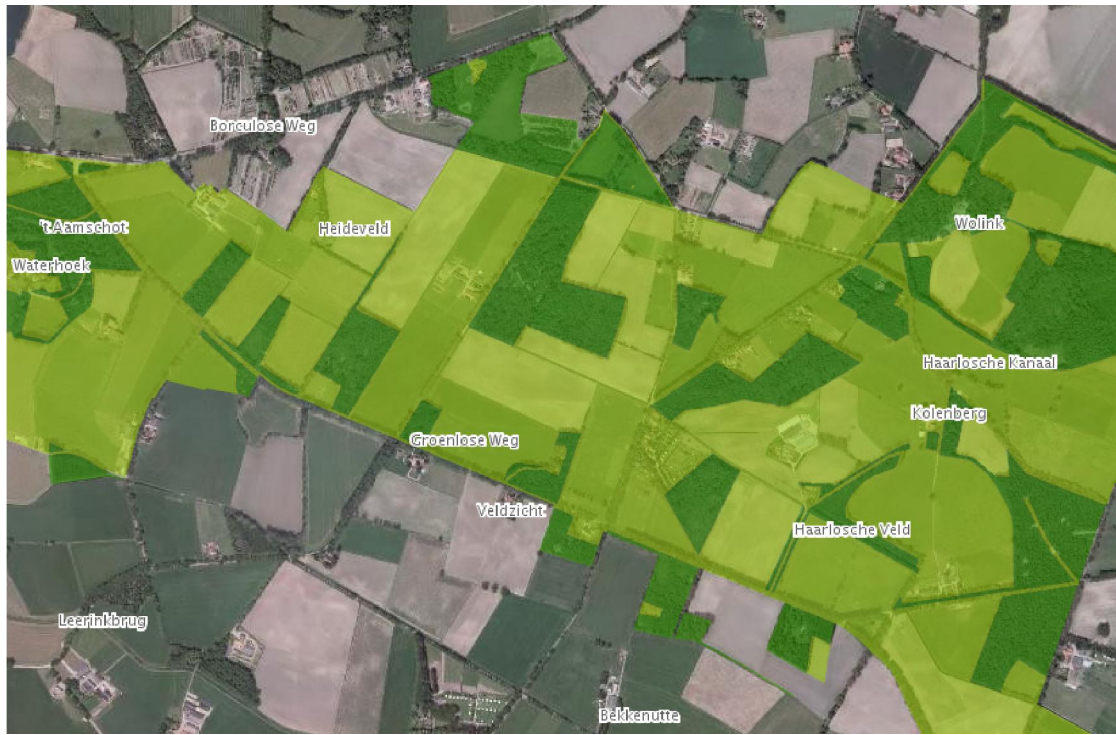 Borculose Weg
't Aamschot
Heideveld
Wolink
Waterhoek
Haarlosche Kanaal
Kolenberg
Groenlose Weg
Veldzicht
Haarlosche Veld
Leerinkbrug
Bekkenutte